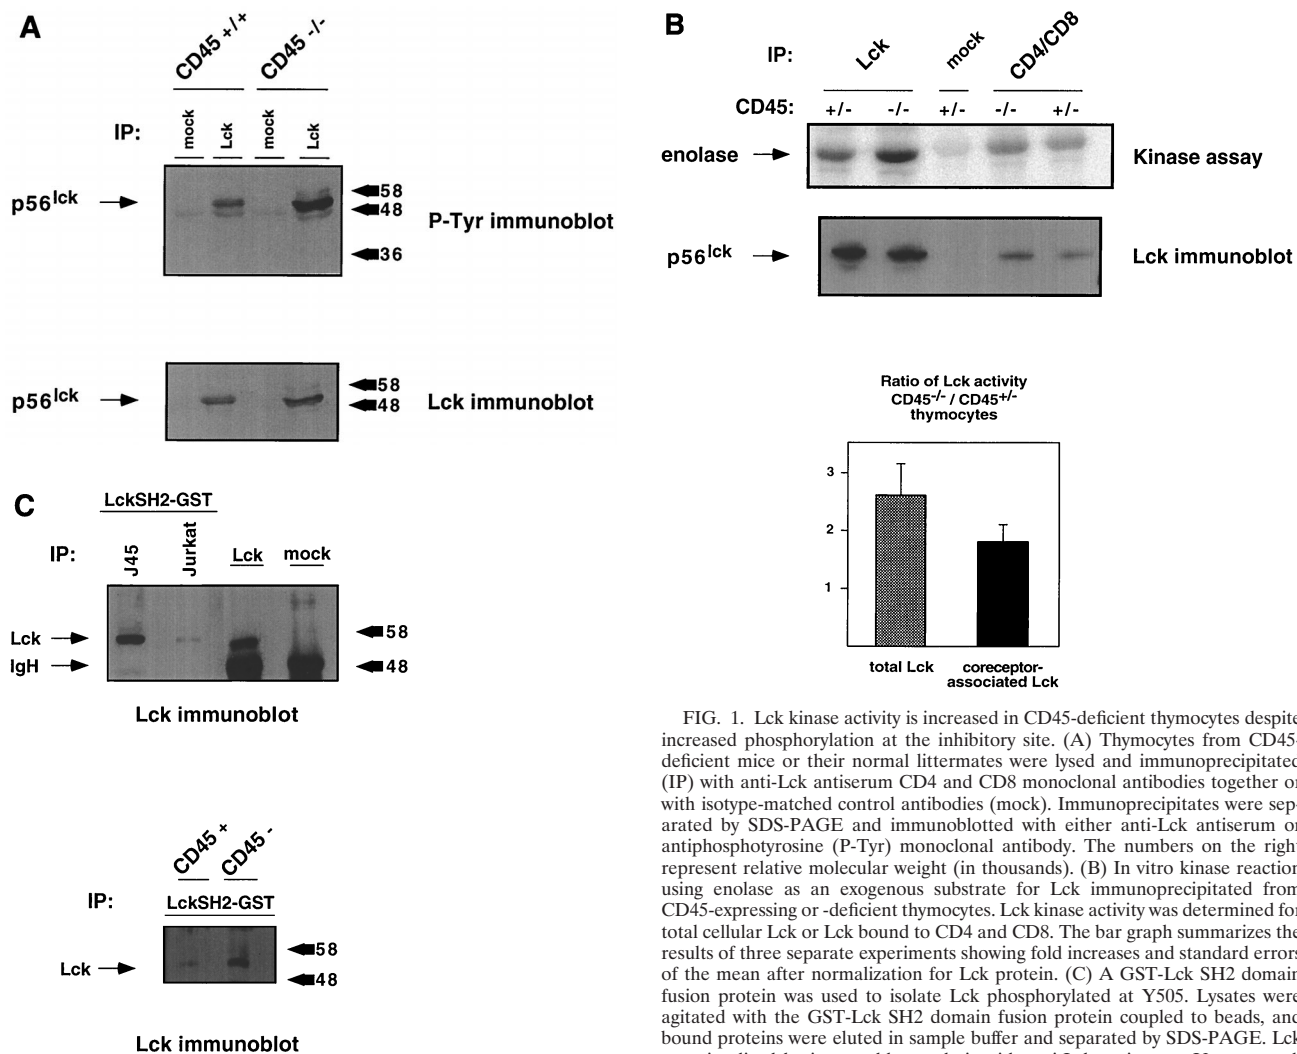 A
CD45 +/+
CD45 -/-
IP:
mock
Lck
mock
Lck
p56lck
58
48
36
P-Tyr immunoblot
p56lck
58
48
Lck immunoblot
B
IP:
Lck
mock
CD4/CD8
CD45:
+/-
-/-
+/-
-/-
+/-
enolase
Kinase assay
p56lck
Lck immunoblot
Ratio of Lck activity
CD45-/- / CD45+/-
thymocytes
3
2
1
total Lck
coreceptor-
associated Lck
C
LckSH2-GST
IP:
J45
Jurkat
Lck
mock
Lck
IgH
58
48
Lck immunoblot
CD45 +
CD45 -
IP:
LckSH2-GST
Lck
58
48
Lck immunoblot
FIG. 1. Lck kinase activity is increased in CD45-deficient thymocytes despite
increased phosphorylation at the inhibitory site. (A) Thymocytes from CD45-
deficient mice or their normal littermates were lysed and immunoprecipitated
(IP) with anti-Lck antiserum CD4 and CD8 monoclonal antibodies together or
with isotype-matched control antibodies (mock). Immunoprecipitates were sep-
arated by SDS-PAGE and immunoblotted with either anti-Lck antiserum or
antiphosphotyrosine (P-Tyr) monoclonal antibody. The numbers on the right
represent relative molecular weight (in thousands). (B) In vitro kinase reaction
using enolase as an exogenous substrate for Lck immunoprecipitated from
CD45-expressing or -deficient thymocytes. Lck kinase activity was determined for
total cellular Lck or Lck bound to CD4 and CD8. The bar graph summarizes the
results of three separate experiments showing fold increases and standard errors
of the mean after normalization for Lck protein. (C) A GST-Lck SH2 domain
fusion protein was used to isolate Lck phosphorylated at Y505. Lysates were
agitated with the GST-Lck SH2 domain fusion protein coupled to beads, and
bound proteins were eluted in sample buffer and separated by SDS-PAGE. Lck